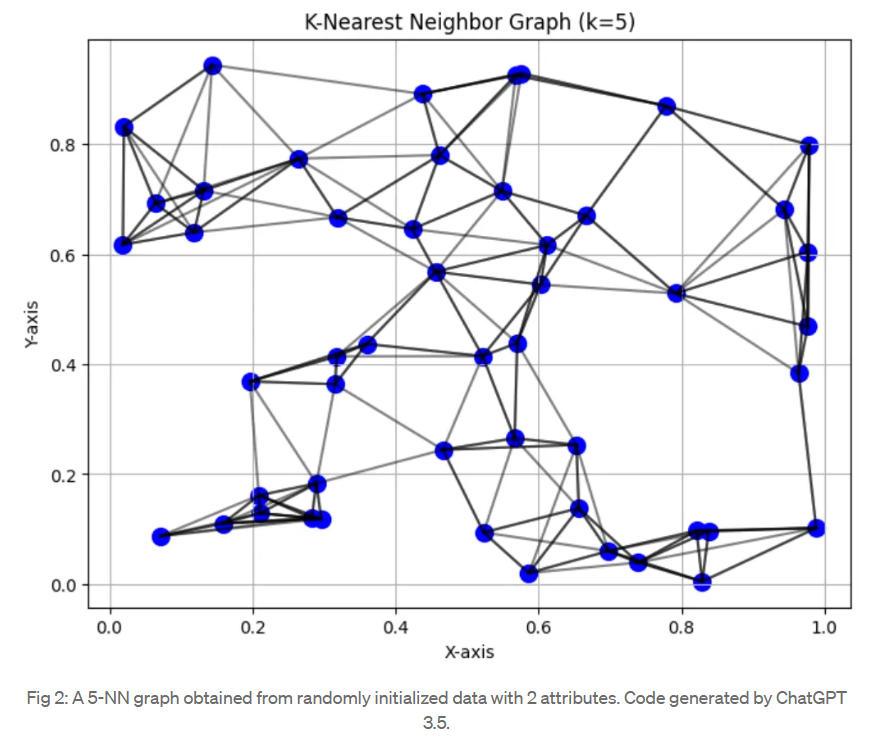 K-Nearest Neighbor Graph (k=5)
0.8
0.6
0.4
0.2
0.0
Y-axis
0.0 0.2 0.4 0.6 0.8 1.0
X-axis
Fig 2: A 5-NN graph obtained from randomly initialized data with 2 attributes. Code generated by ChatGPT
3.5.